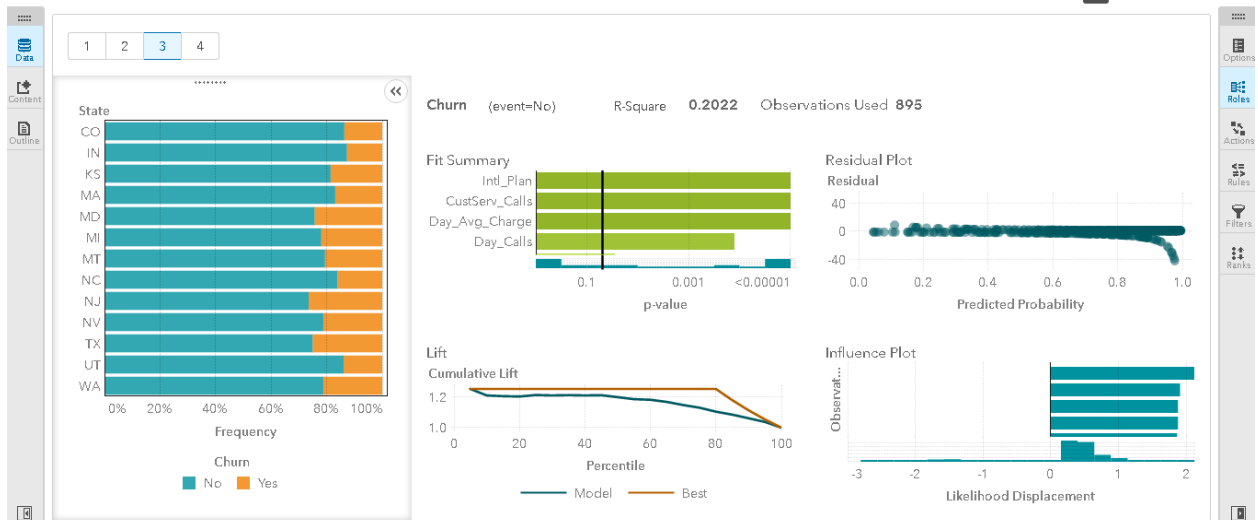 Data
Content
Outline
1 2 3 4
State
CO
IN
KS
MA
MD
MI
MT
NC
NJ
NV
TX
UT
WA
0% 20% 40% 60% 80% 100%
Frequency
Churn
No Yes
Churn (event=No) R-Square 0.2022 Observations Used 895
Fit Summary
Intl_Plan
CustServ_Calls
Day_Avg_Charge
Day_Calls
0.1 0.001 <0.00001
p-value
Residual Plot
Residual
40
0
-40
0.0 0.2 0.4 0.6 0.8 1.0
Predicted Probability
Lift
Cumulative Lift
1.2
1.0
0 20 40 60 80 100
Percentile
Model Best
Influence Plot
Observat...
-3 -2 -1 0 1 2
Likelihood Displacement
Options
Roles
Actions
Rules
Filters
Ranks